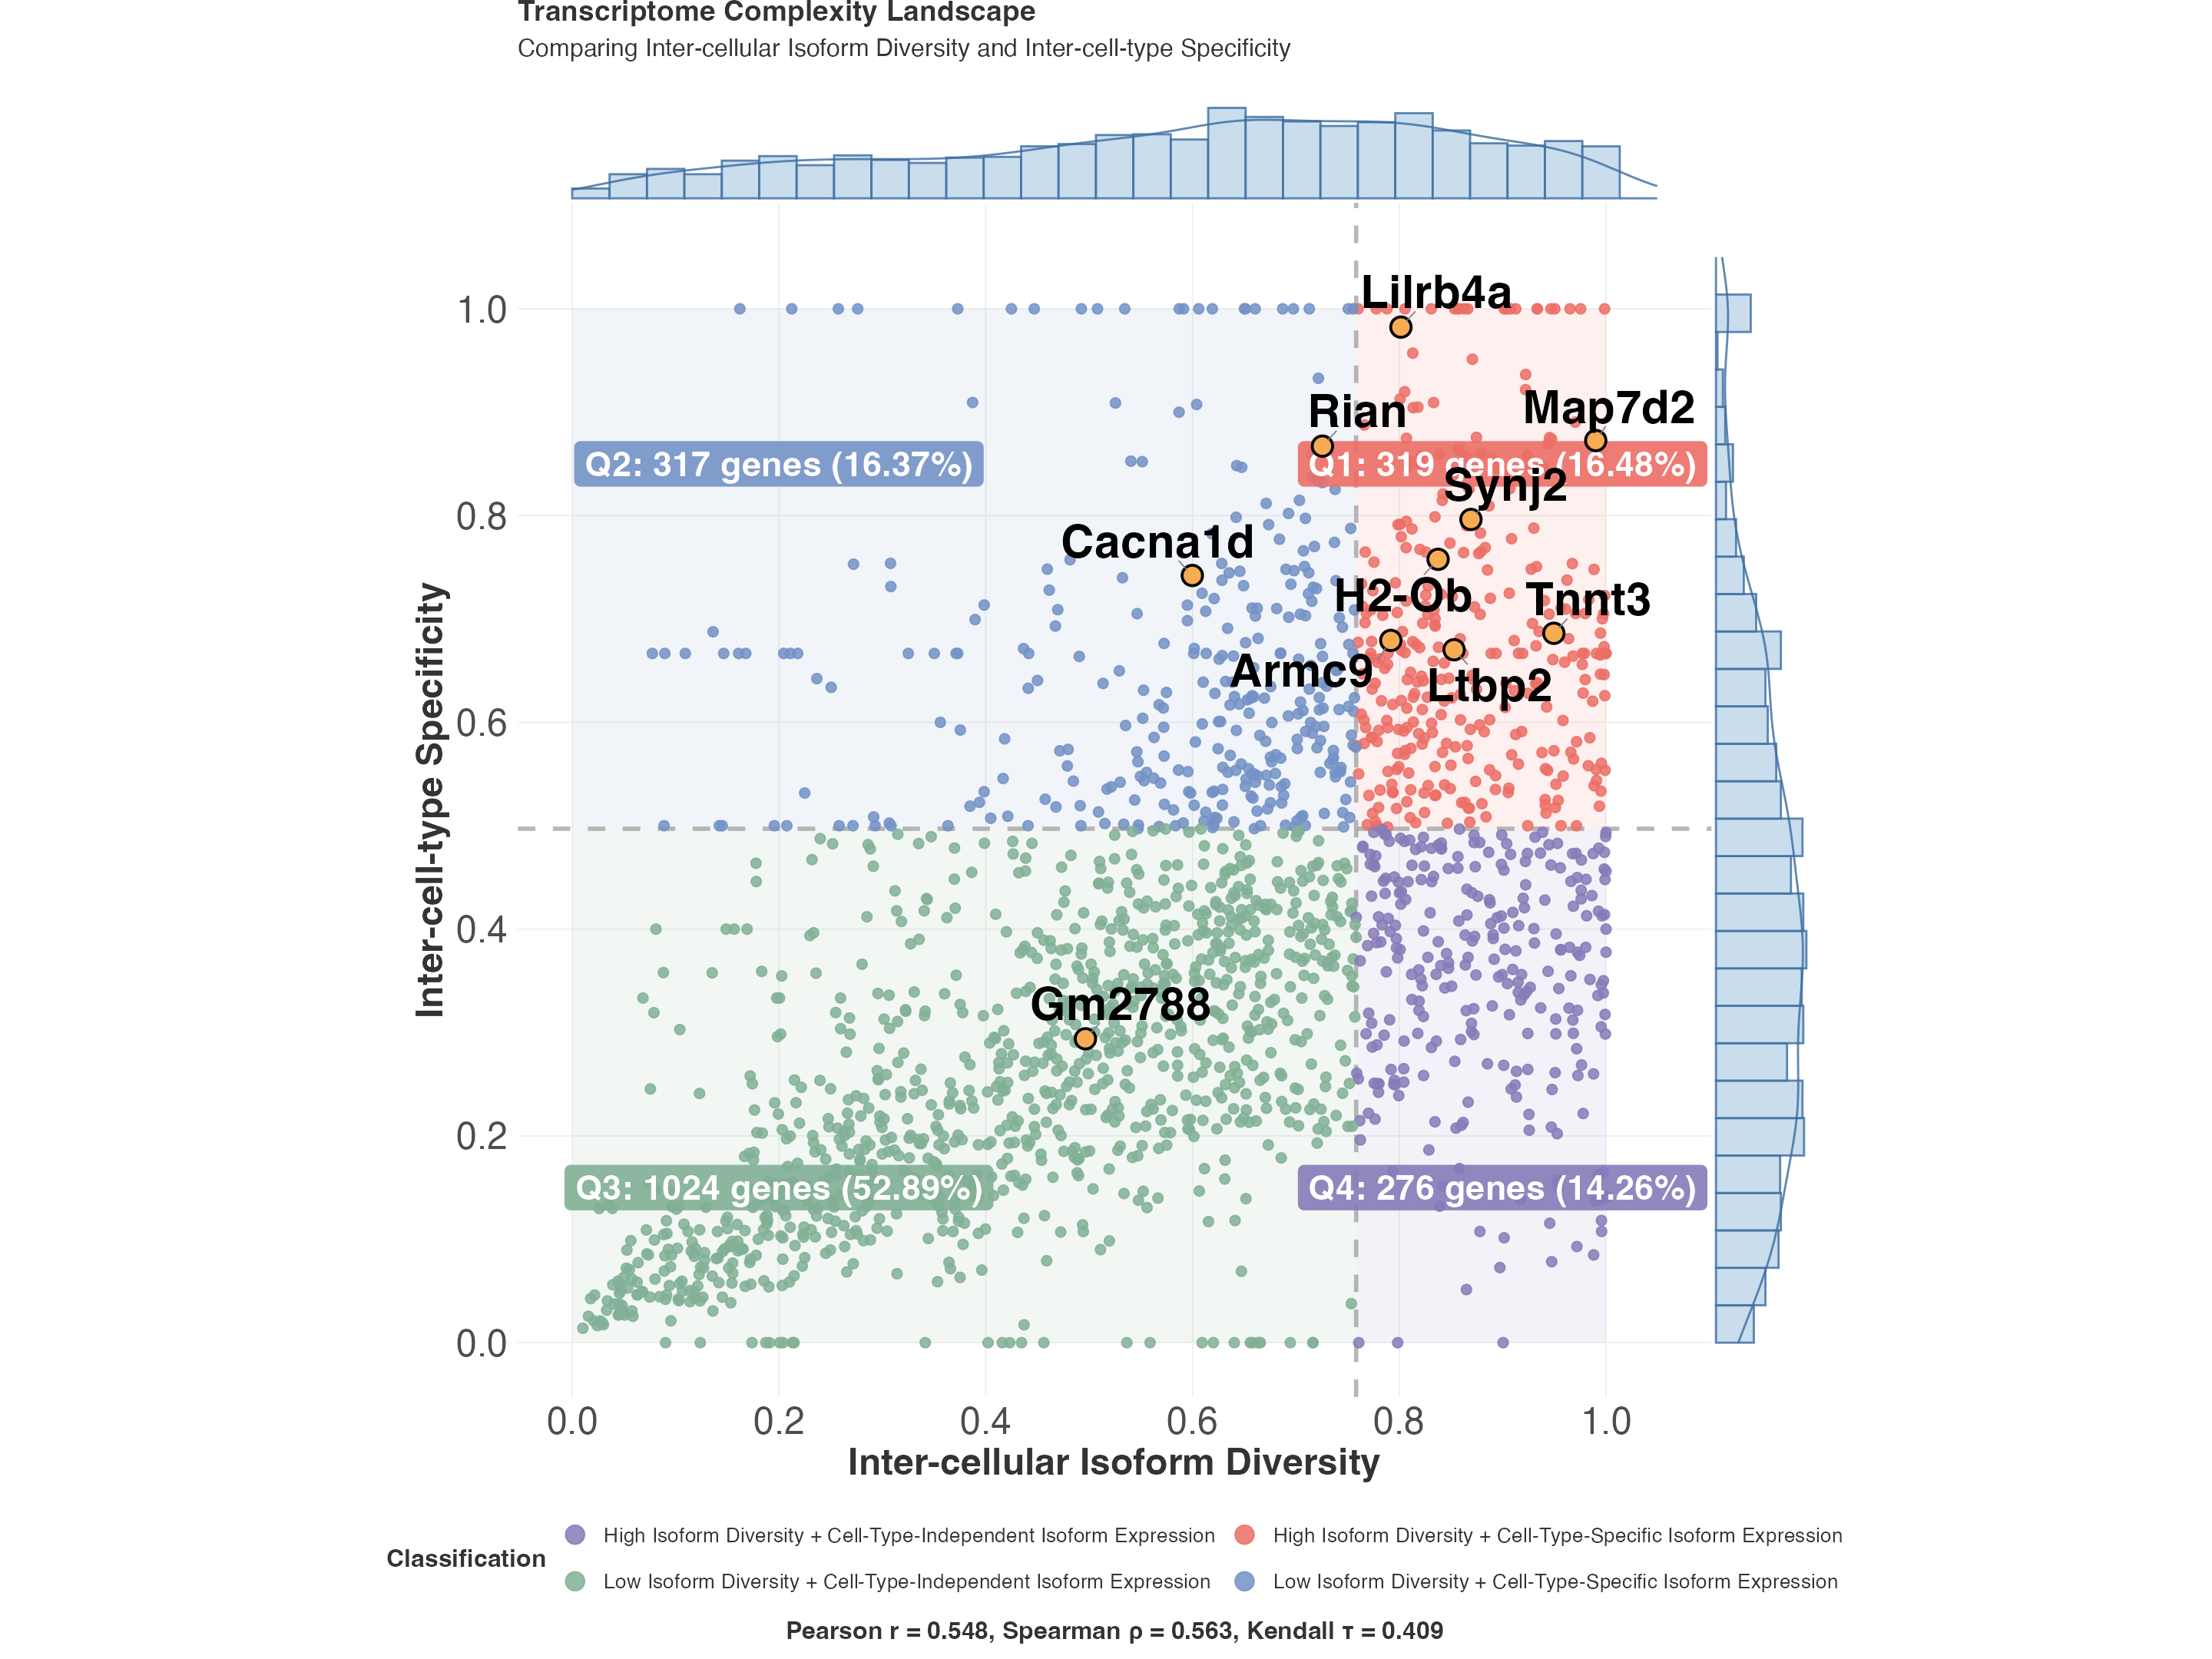 Transcriptome Complexity Landscape
Comparing Inter-cellular Isoform Diversity and Inter-cell-type Specificity
Lilrb4a
Rian
Map7d2
Q2: 317 genes (16.37%)
Q1: 319 genes (16.48%)
Synj2
Cacna1d
H2-Ob
Tnnt3
Armc9
Ltbp2
Gm2788
Q3: 1024 genes (52.89%)
Q4: 276 genes (14.26%)
1.0
0.8
0.6
0.4
0.2
0.0
Inter-cell-type Specificity
0.0 0.2 0.4 0.6 0.8 1.0
Inter-cellular Isoform Diversity
Classification
High Isoform Diversity + Cell-Type-Independent Isoform Expression
High Isoform Diversity + Cell-Type-Specific Isoform Expression
Low Isoform Diversity + Cell-Type-Independent Isoform Expression
Low Isoform Diversity + Cell-Type-Specific Isoform Expression
Pearson r = 0.548, Spearman ρ = 0.563, Kendall τ = 0.409